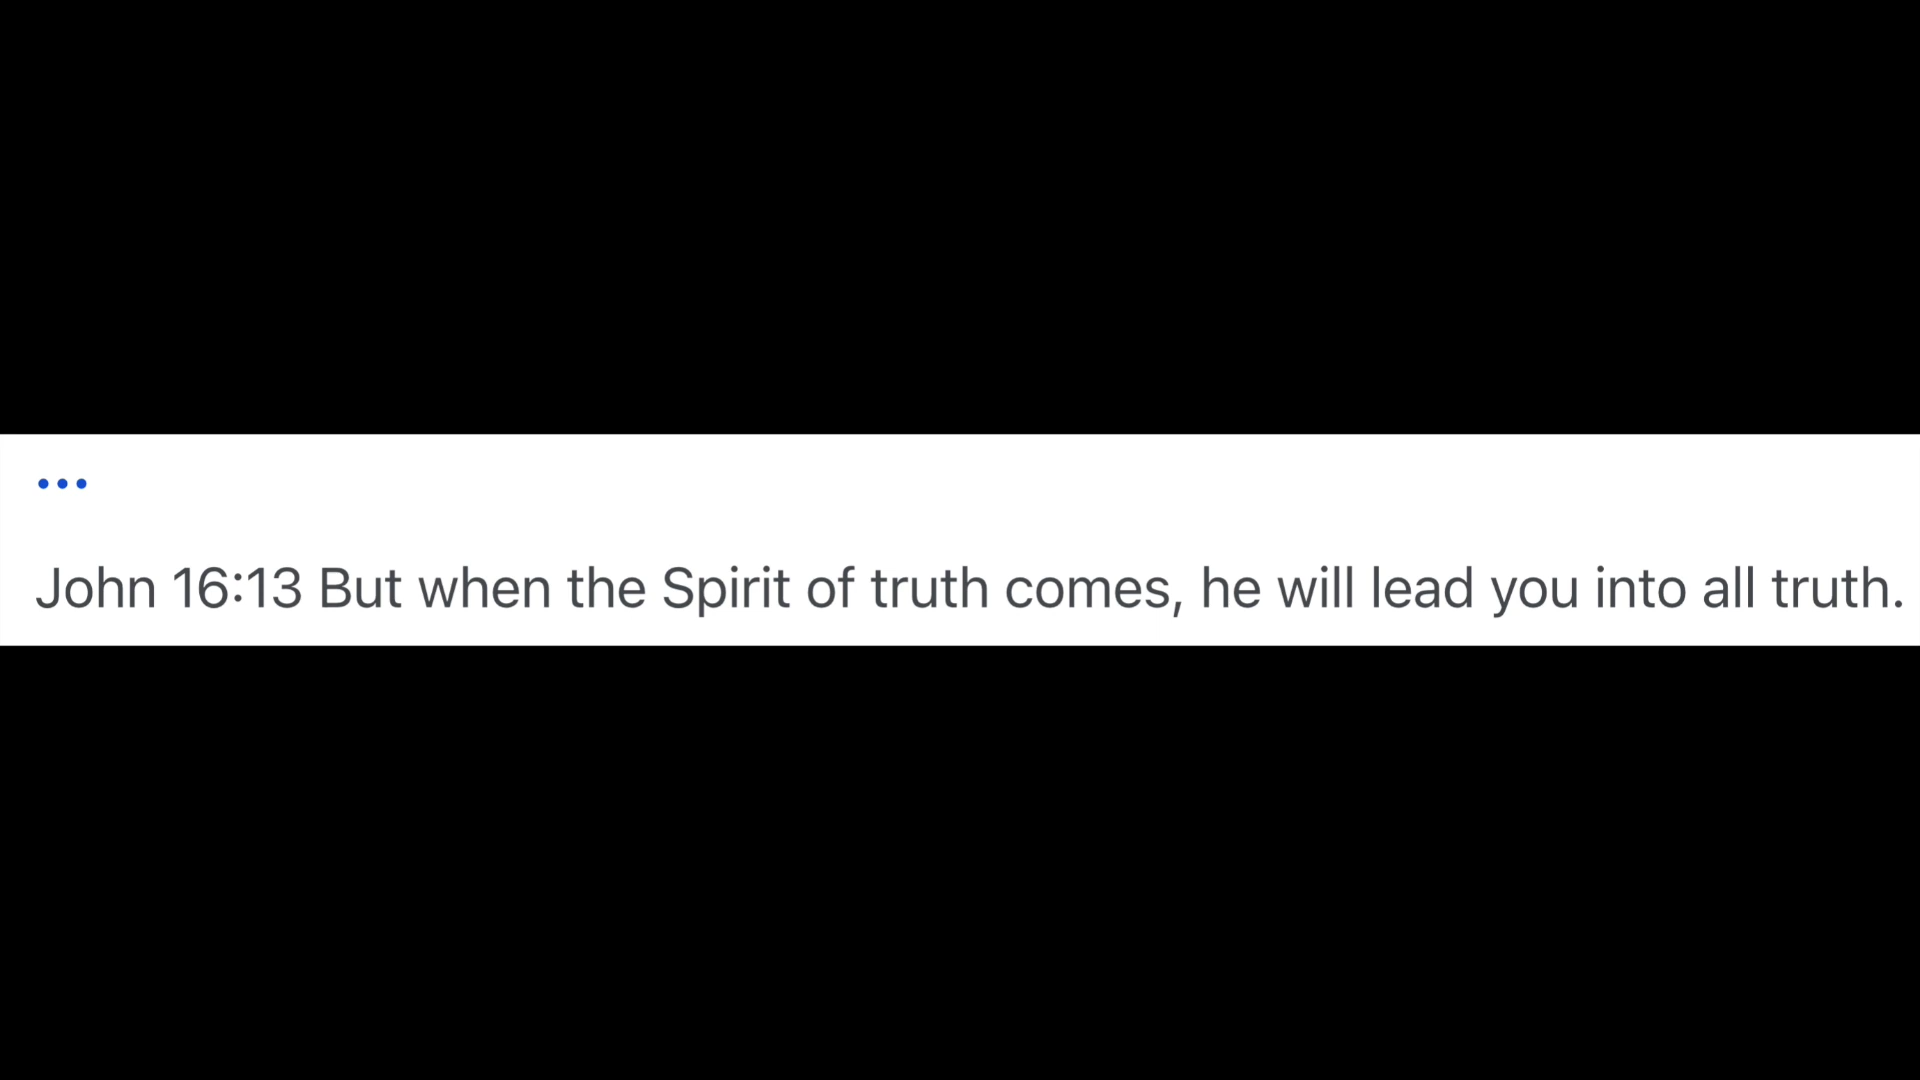 ...
John 16:13 But when the Spirit of truth comes, he will lead you into all truth.